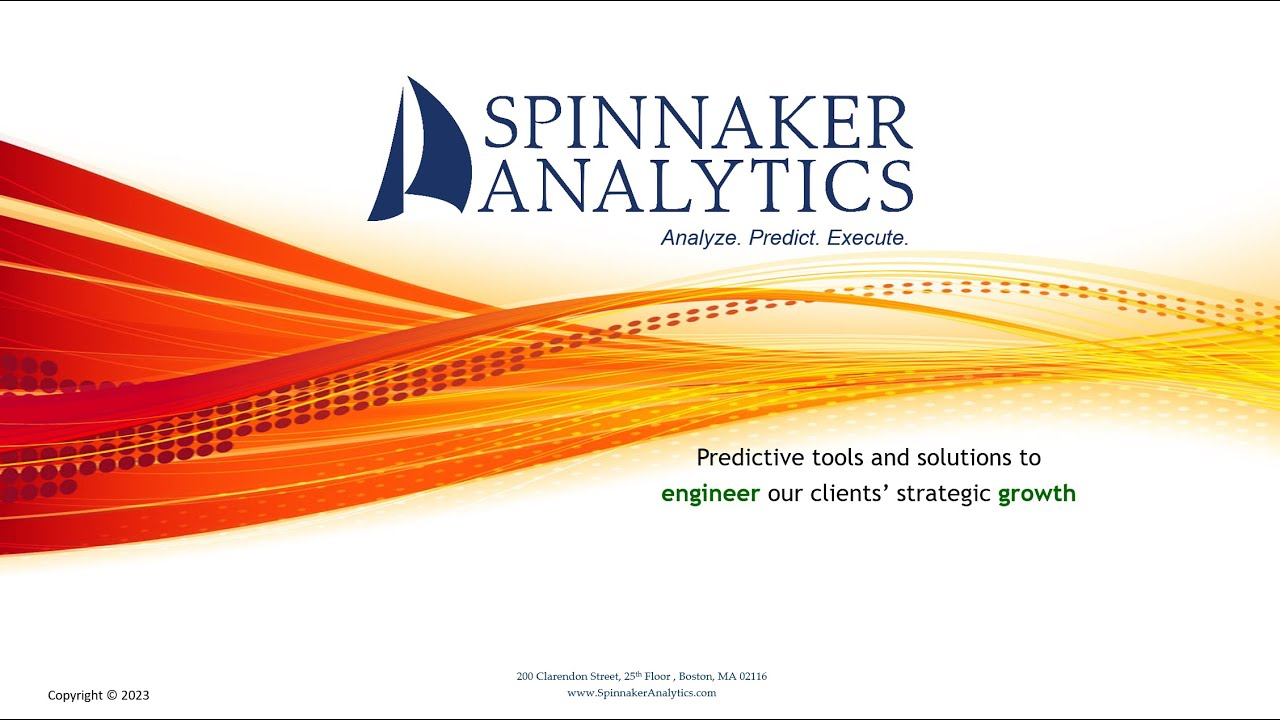 SPINNAKER
ANALYTICS
Analyze. Predict. Execute.
Predictive tools and solutions to
engineer our clients’ strategic growth
200 Clarendon Street, 25th Floor , Boston, MA 02116
www.SpinnakerAnalytics.com
Copyright © 2023